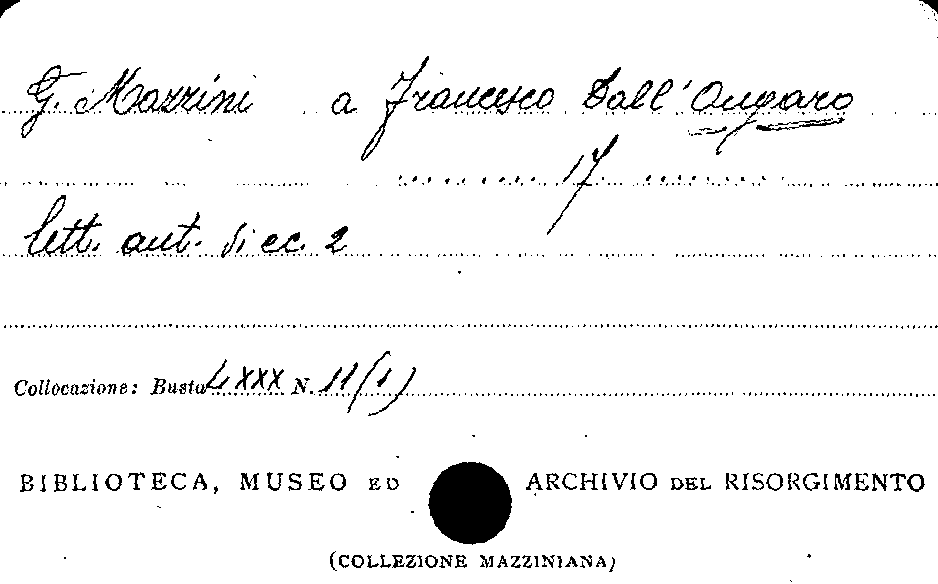 G. Mazzini a Francesco Dall'Ongaro
......... 17 .........
lett. aut. di cc. 2
Collocazione: Busta LXXX N. 11(1)
BIBLIOTECA, MUSEO ED ARCHIVIO DEL RISORGIMENTO
(COLLEZIONE MAZZINIANA)